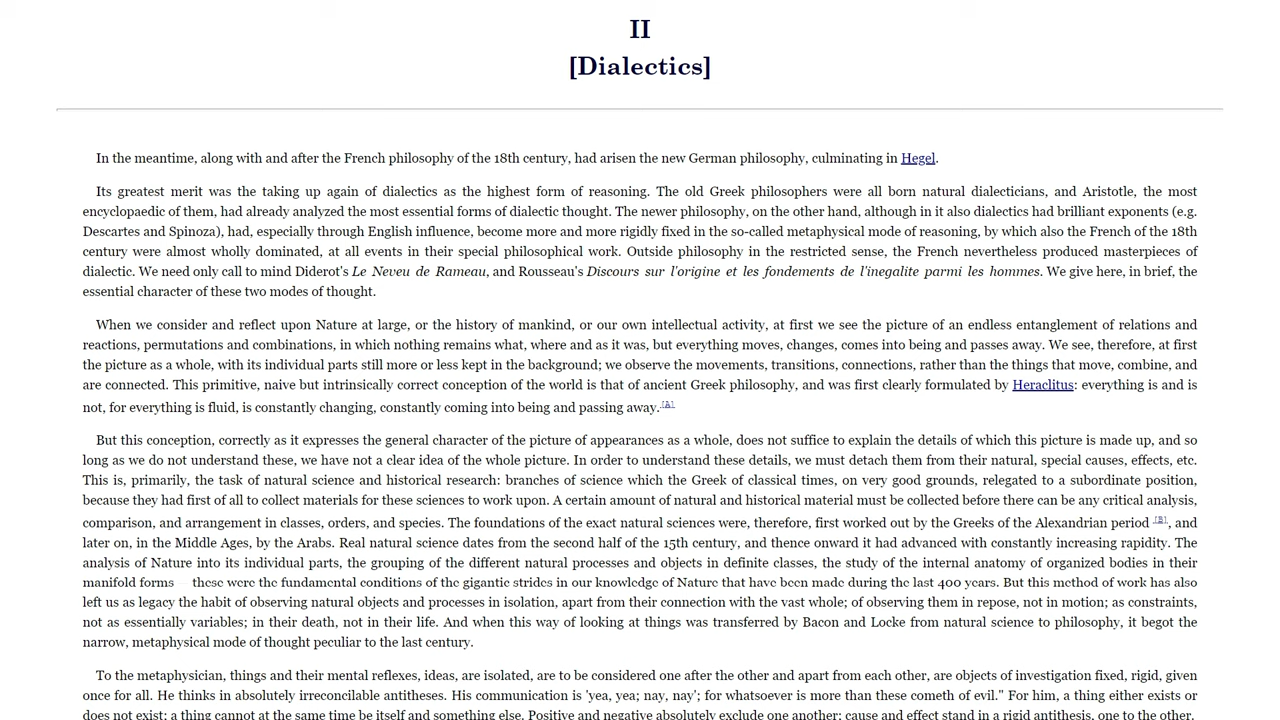 II
[Dialectics]
In the meantime, along with and after the French philosophy of the 18th century, had arisen the new German philosophy, culminating in Hegel.
Its greatest merit was the taking up again of dialectics as the highest form of reasoning. The old Greek philosophers were all born natural dialecticians, and Aristotle, the most
encyclopaedic of them, had already analyzed the most essential forms of dialectic thought. The newer philosophy, on the other hand, although in it also dialectics had brilliant exponents (e.g.
Descartes and Spinoza), had, especially through English influence, become more and more rigidly fixed in the so-called metaphysical mode of reasoning, by which also the French of the 18th
century were almost wholly dominated, at all events in their special philosophical work. Outside philosophy in the restricted sense, the French nevertheless produced masterpieces of
dialectic. We need only call to mind Diderot's Le Neveu de Rameau, and Rousseau's Discours sur l'origine et les fondements de l'inegalite parmi les hommes. We give here, in brief, the
essential character of these two modes of thought.
When we consider and reflect upon Nature at large, or the history of mankind, or our own intellectual activity, at first we see the picture of an endless entanglement of relations and
reactions, permutations and combinations, in which nothing remains what, where and as it was, but everything moves, changes, comes into being and passes away. We see, therefore, at first
the picture as a whole, with its individual parts still more or less kept in the background; we observe the movements, transitions, connections, rather than the things that move, combine, and
are connected. This primitive, naive but intrinsically correct conception of the world is that of ancient Greek philosophy, and was first clearly formulated by Heraclitus: everything is and is
not, for everything is fluid, is constantly changing, constantly coming into being and passing away.[A]
But this conception, correctly as it expresses the general character of the picture of appearances as a whole, does not suffice to explain the details of which this picture is made up, and so
long as we do not understand these, we have not a clear idea of the whole picture. In order to understand these details, we must detach them from their natural, special causes, effects, etc.
This is, primarily, the task of natural science and historical research: branches of science which the Greek of classical times, on very good grounds, relegated to a subordinate position,
because they had first of all to collect materials for these sciences to work upon. A certain amount of natural and historical material must be collected before there can be any critical analysis,
comparison, and arrangement in classes, orders, and species. The foundations of the exact natural sciences were, therefore, first worked out by the Greeks of the Alexandrian period [B], and
later on, in the Middle Ages, by the Arabs. Real natural science dates from the second half of the 15th century, and thence onward it had advanced with constantly increasing rapidity. The
analysis of Nature into its individual parts, the grouping of the different natural processes and objects in definite classes, the study of the internal anatomy of organized bodies in their
manifold forms — these were the fundamental conditions of the gigantic strides in our knowledge of Nature that have been made during the last 400 years. But this method of work has also
left us as legacy the habit of observing natural objects and processes in isolation, apart from their connection with the vast whole; of observing them in repose, not in motion; as constraints,
not as essentially variables; in their death, not in their life. And when this way of looking at things was transferred by Bacon and Locke from natural science to philosophy, it begot the
narrow, metaphysical mode of thought peculiar to the last century.
To the metaphysician, things and their mental reflexes, ideas, are isolated, are to be considered one after the other and apart from each other, are objects of investigation fixed, rigid, given
once for all. He thinks in absolutely irreconcilable antitheses. His communication is 'yea, yea; nay, nay'; for whatsoever is more than these cometh of evil." For him, a thing either exists or
does not exist; a thing cannot at the same time be itself and something else. Positive and negative absolutely exclude one another; cause and effect stand in a rigid antithesis, one to the other.